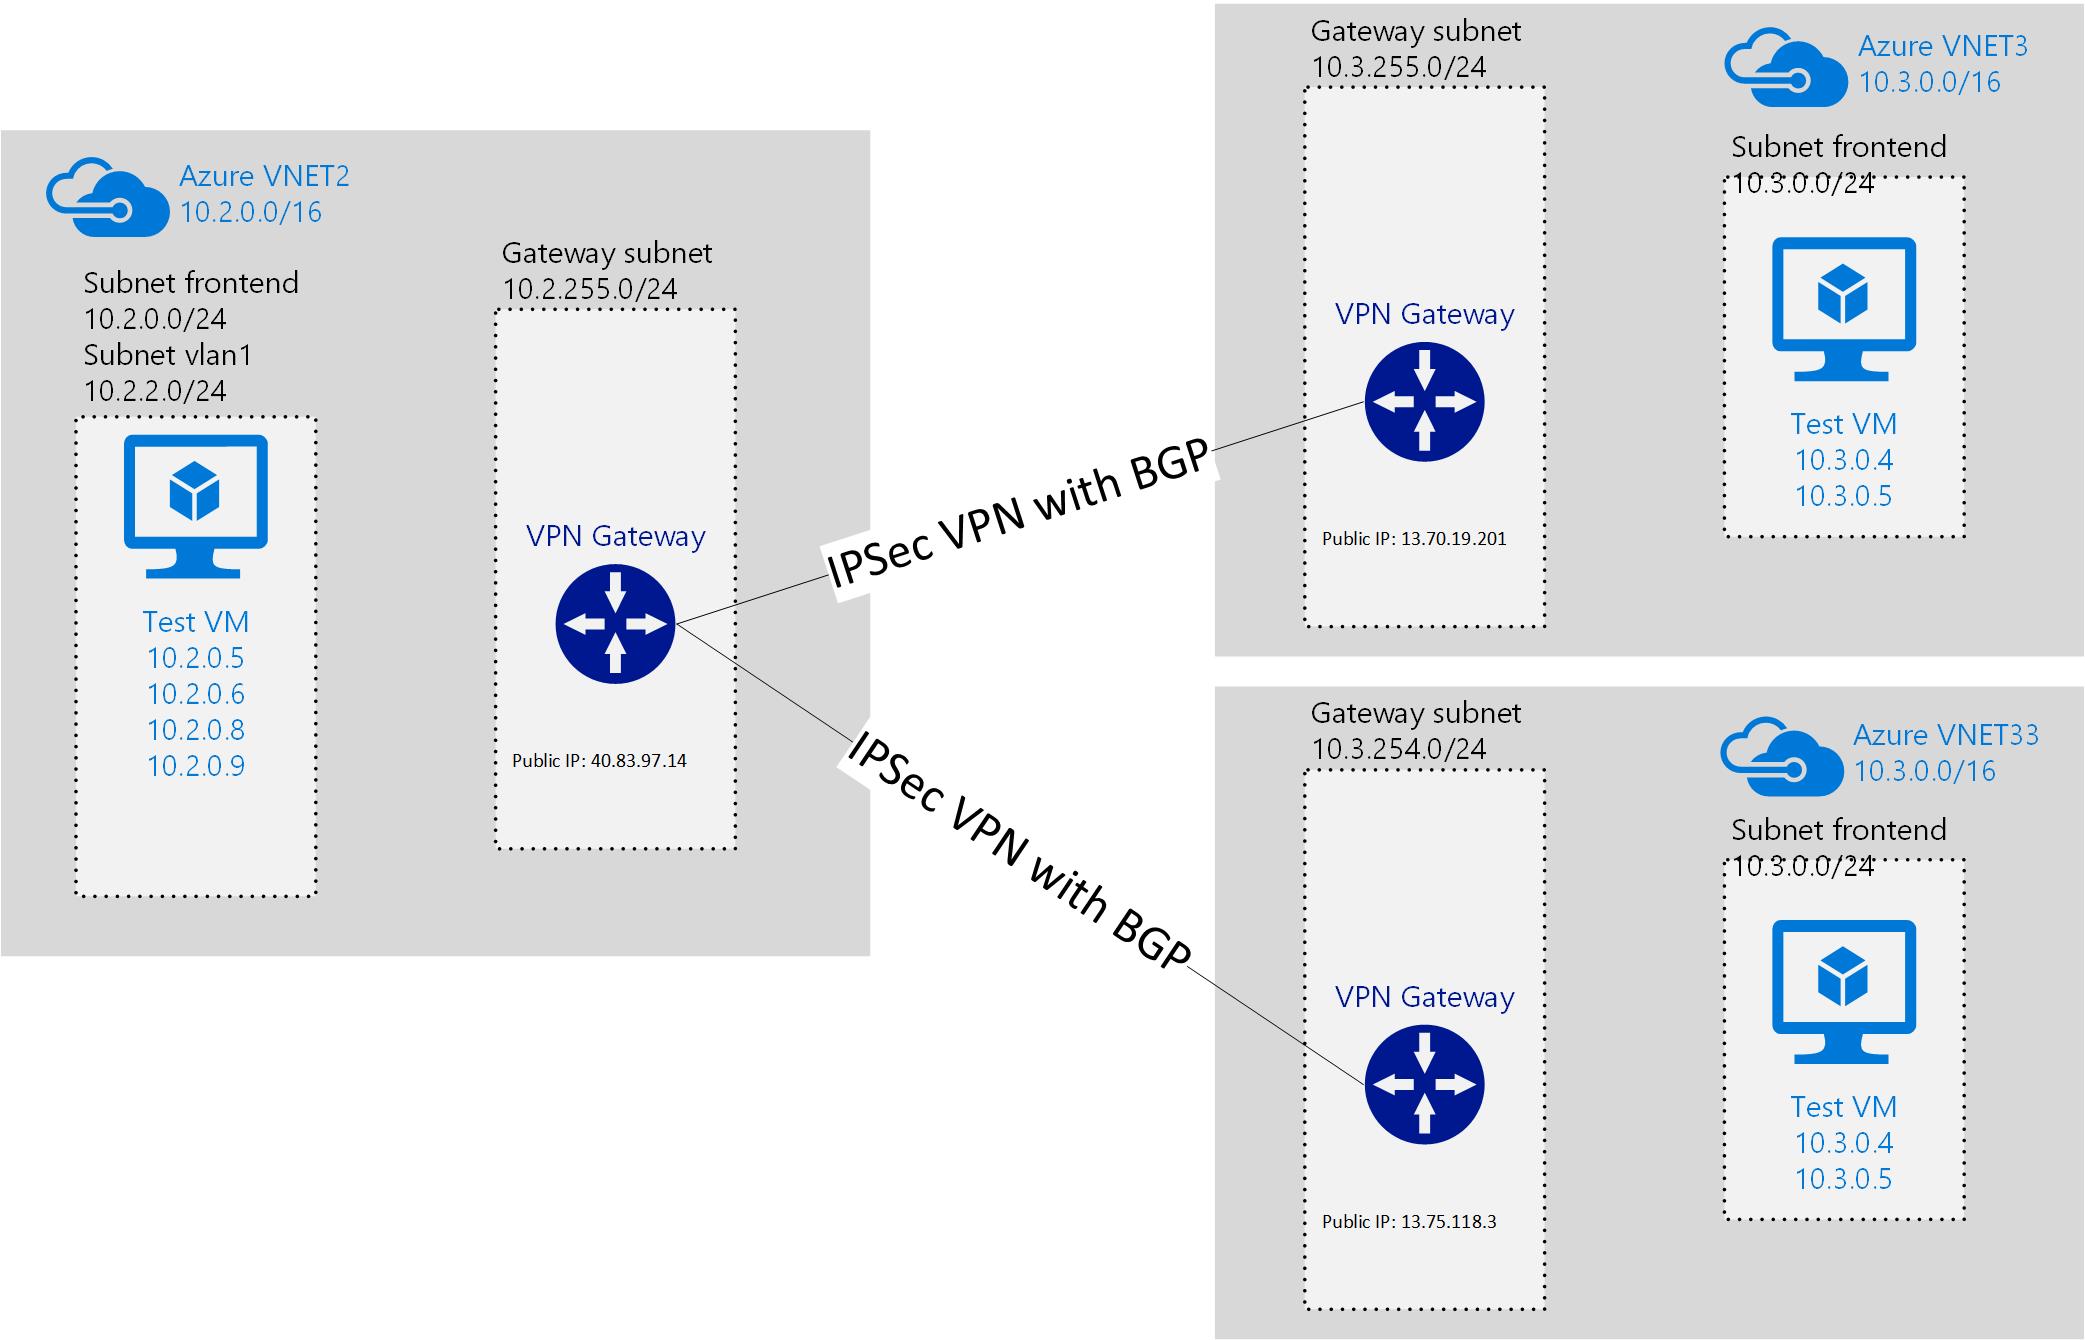 Azure VNET2
10.2.0.0/16
Subnet frontend
10.2.0.0/24
Subnet vlan1
10.2.2.0/24
Test VM
10.2.0.5
10.2.0.6
10.2.0.8
10.2.0.9
Gateway subnet
10.2.255.0/24
VPN Gateway
Public IP: 40.83.97.14
IPSec VPN with BGP
IPSec VPN with BGP
Gateway subnet
10.3.255.0/24
VPN Gateway
Public IP: 13.70.19.201
Azure VNET3
10.3.0.0/16
Subnet frontend
10.3.0.0/24
Test VM
10.3.0.4
10.3.0.5
Gateway subnet
10.3.254.0/24
VPN Gateway
Public IP: 13.75.118.3
Azure VNET33
10.3.0.0/16
Subnet frontend
10.3.0.0/24
Test VM
10.3.0.4
10.3.0.5